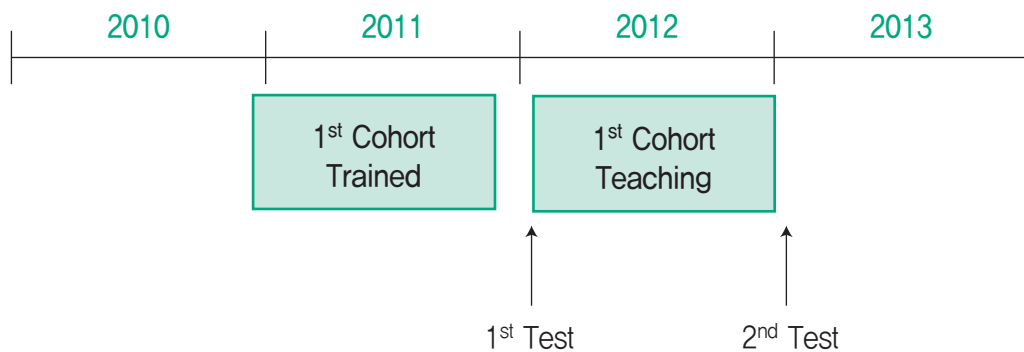 2010 2011 2012 2013
1st Cohort
Trained
1st Cohort
Teaching
1st Test 2nd Test